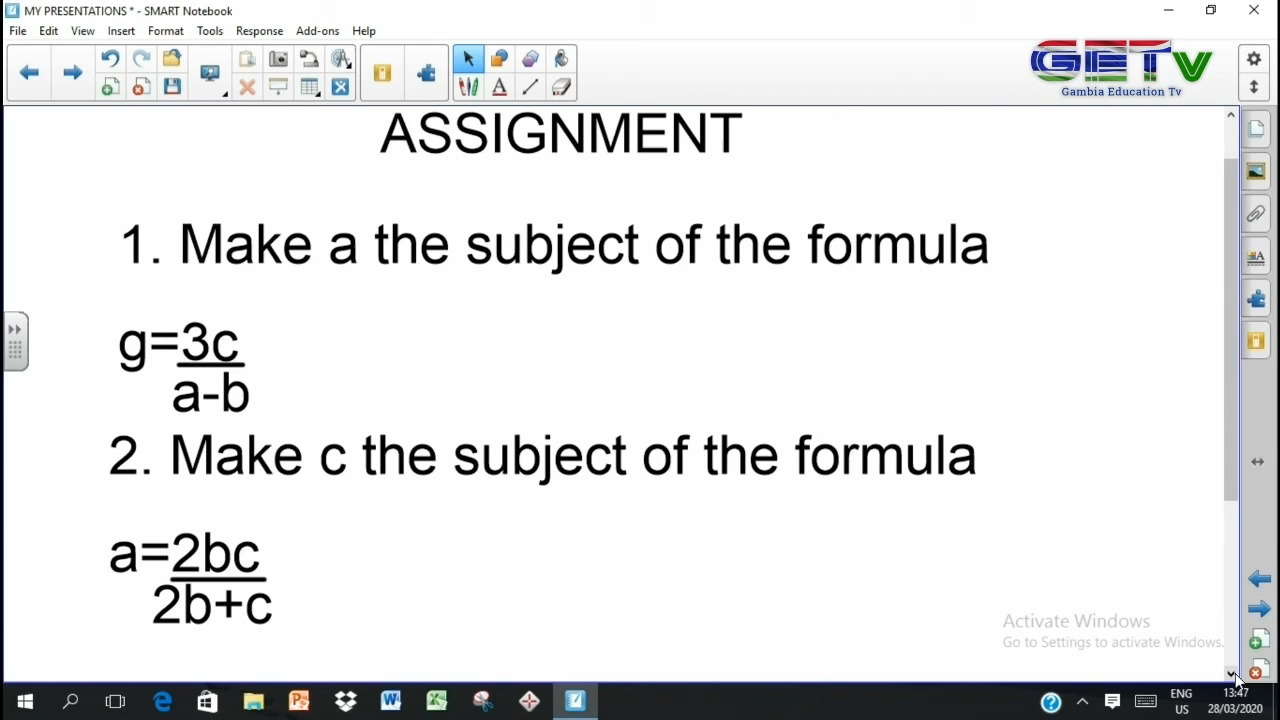 MY PRESENTATIONS * - SMART Notebook
File Edit View Insert Format Tools Response Add-ons Help
GETv
Gambia Education Tv
ASSIGNMENT
1. Make a the subject of the formula
g=3c
a-b
2. Make c the subject of the formula
a=2bc
2b+c
Activate Windows
Go to Settings to activate Windows.
ENG
US
13:47
28/03/2020